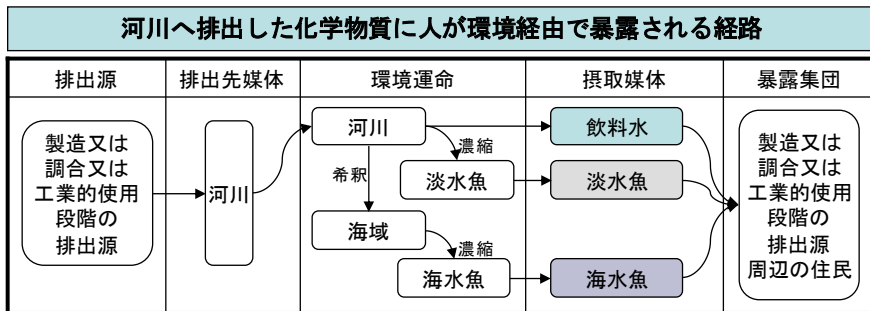 河川へ排出した化学物質に人が環境経由で暴露される経路
排出源
排出先媒体
環境運命
摂取媒体
暴露集団
製造又は
調合又は
工業的使用
段階の
排出源
河川
河川
濃縮
希釈
淡水魚
海域
濃縮
海水魚
飲料水
淡水魚
海水魚
製造又は
調合又は
工業的使用
段階の
排出源
周辺の住民